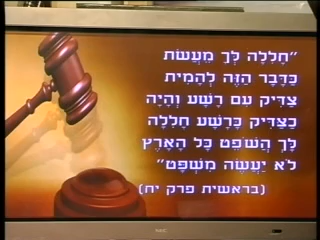 "חָלִלָה לְּךָ מֵעֲשֹׂת
כַּדָּבָר הַזֶּה לְהָמִית
צַדִּיק עִם רָשָׁע וְהָיָה
כַצַּדִּיק כָּרָשָׁע חָלִלָה
לָּךְ הֲשֹׁפֵט כָּל הָאָרֶץ
לֹא יַעֲשֶׂה מִשְׁפָּט"
(בראשית פרק יח)